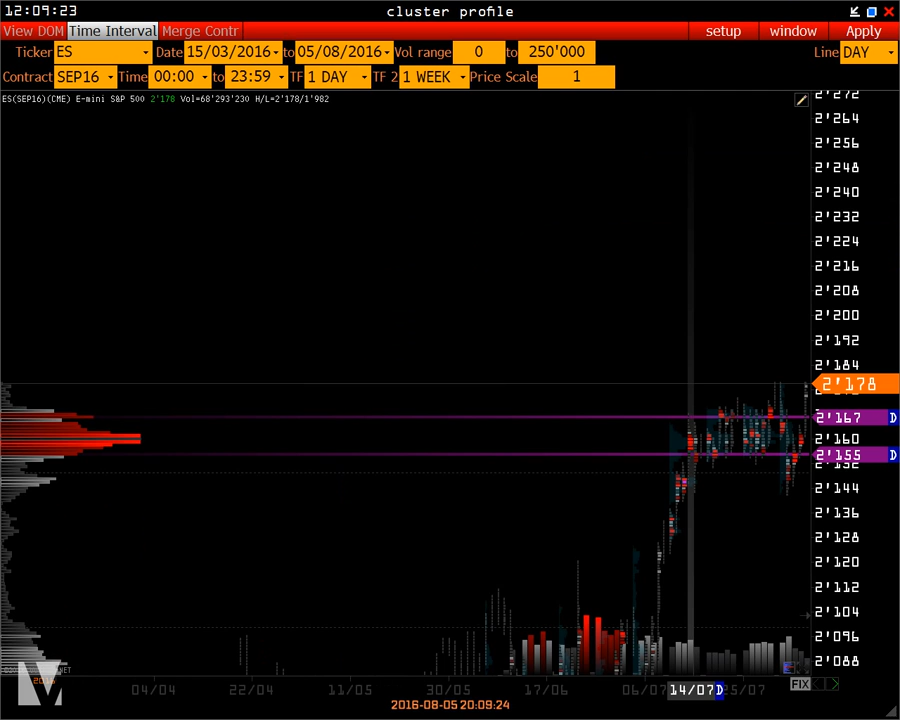 12:09:23 cluster profile
View DOM Time Interval Merge Contr setup window Apply
Ticker ES Date 15/03/2016 to 05/08/2016 Vol range 0 to 250'000 Line DAY
Contract SEP16 Time 00:00 to 23:59 TF 1 DAY TF 2 1 WEEK Price Scale 1
ES(SEP16)(CME) E-mini S&P 500 2'178 Vol=68'293'230 H/L=2'178/1'982
2'272
2'264
2'256
2'248
2'240
2'232
2'224
2'216
2'208
2'200
2'192
2'184
2'178
2'167 D
2'160
2'155 D
2'152
2'144
2'136
2'128
2'120
2'112
2'104
2'096
2'088
2016
FIX
04/04 22/04 11/05 30/05 17/06 06/07 14/07 D 25/07
2016-08-05 20:09:24